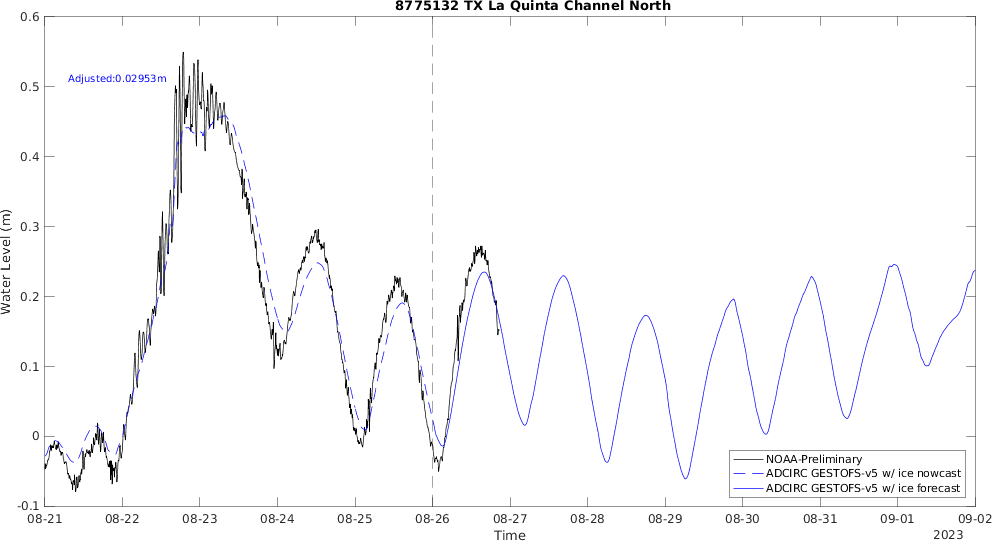 8775132 TX La Quinta Channel North
0.6
0.5
0.4
0.3
0.2
0.1
0
-0.1
Water Level (m)
Adjusted:0.02953m
NOAA-Preliminary
ADCIRC GESTOFS-v5 w/ ice nowcast
ADCIRC GESTOFS-v5 w/ ice forecast
08-21 08-22 08-23 08-24 08-25 08-26 08-27 08-28 08-29 08-30 08-31 09-01 09-02
Time
2023